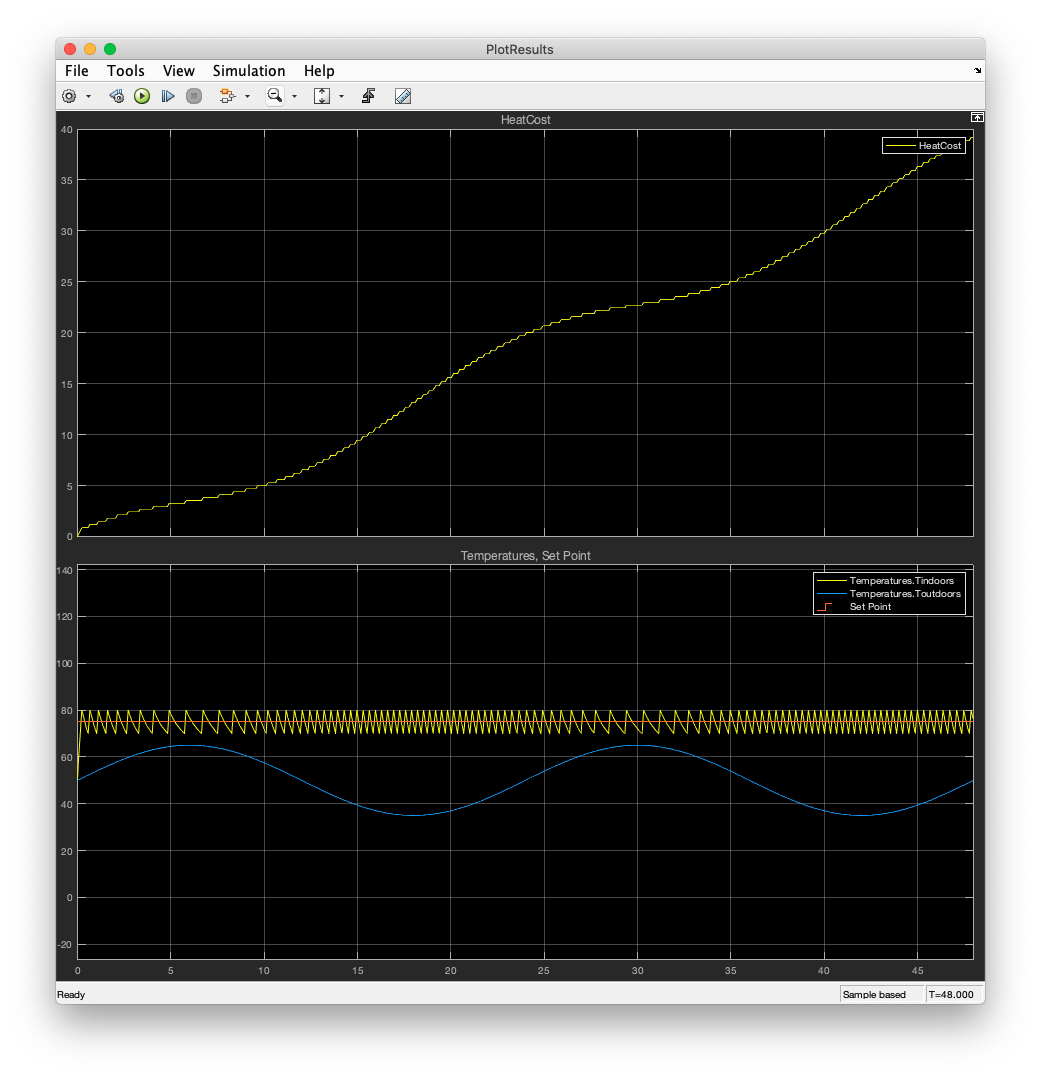 PlotResults
File Tools View Simulation Help
HeatCost
HeatCost
40
35
30
25
20
15
10
5
0
Temperatures, Set Point
Temperatures.Tindoors
Temperatures.Toutdoors
Set Point
140
120
100
80
60
40
20
0
-20
0 5 10 15 20 25 30 35 40 45
Ready Sample based T=48.000